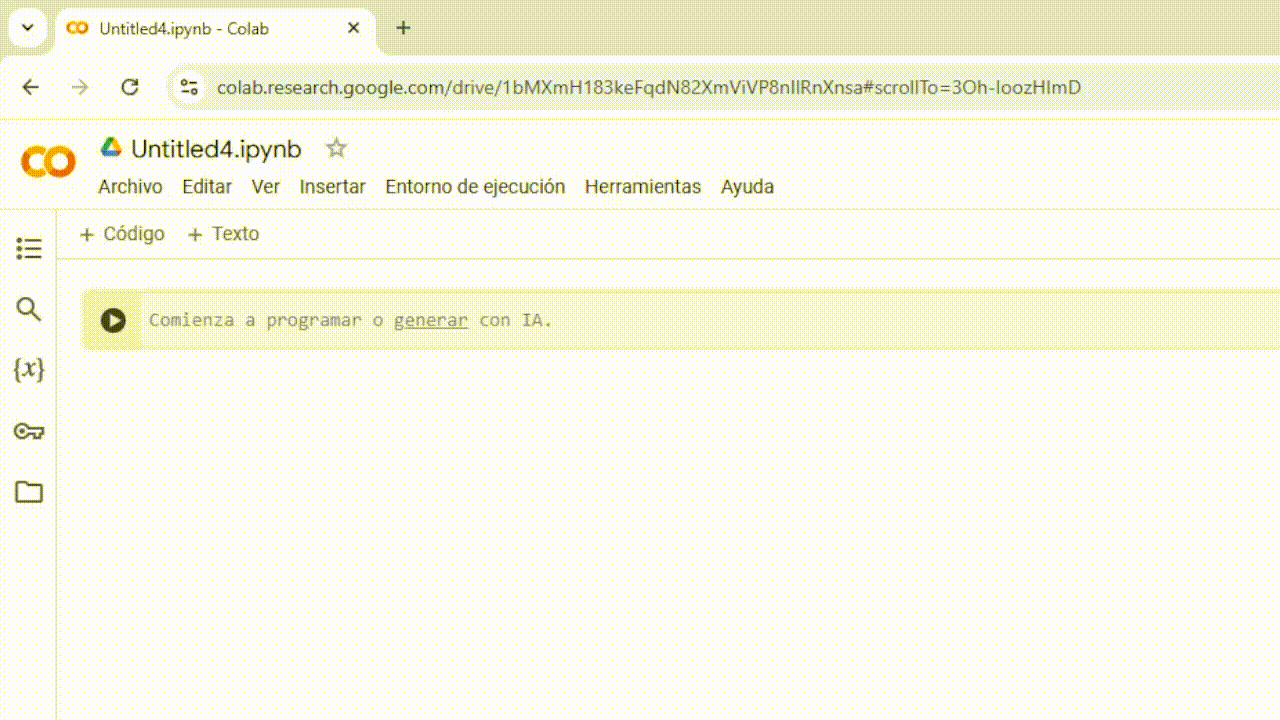 Untitled4.ipynb - Colab
colab.research.google.com/drive/1bMXmH183keFqdN82XmViVP8nIlRnXnsa#scrollTo=3Oh-loozHImD
Untitled4.ipynb
Archivo Editar Ver Insertar Entorno de ejecución Herramientas Ayuda
+ Código + Texto
{x}
Comienza a programar o generar con IA.